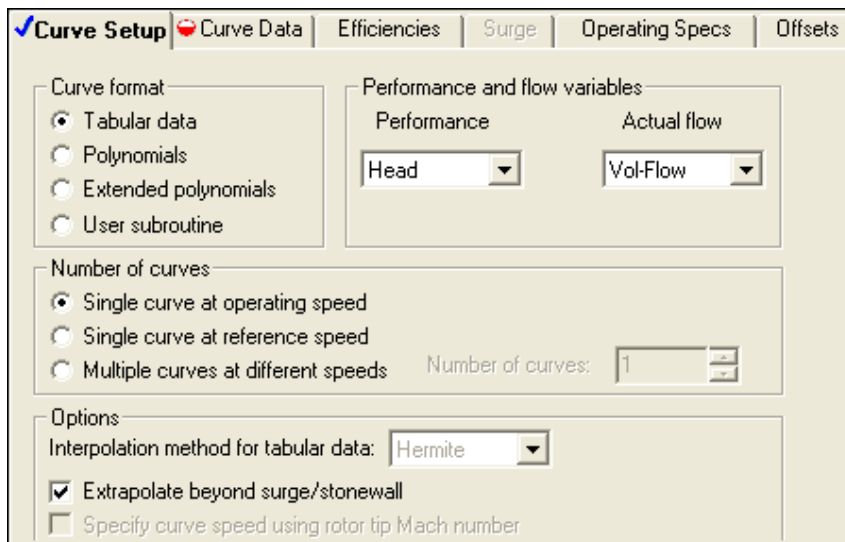 Curve Setup Curve Data Efficiencies Surge Operating Specs Offsets
Curve format
Tabular data
Polynomials
Extended polynomials
User subroutine
Performance and flow variables
Performance Actual flow
Head Vol-Flow
Number of curves
Single curve at operating speed
Single curve at reference speed
Multiple curves at different speeds Number of curves: 1
Options
Interpolation method for tabular data: Hermite
Extrapolate beyond surge/stonewall
Specify curve speed using rotor tip Mach number